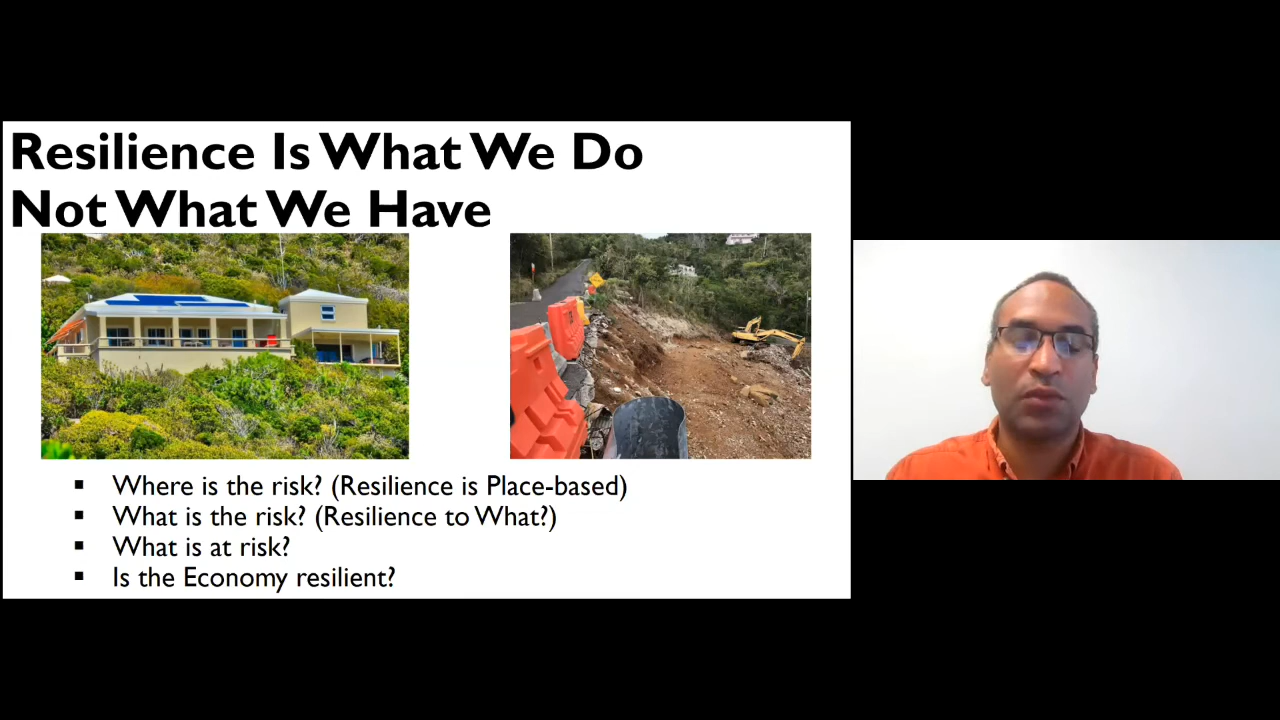 Resilience Is What We Do
Not What We Have
▪ Where is the risk? (Resilience is Place-based)
▪ What is the risk? (Resilience to What?)
▪ What is at risk?
▪ Is the Economy resilient?